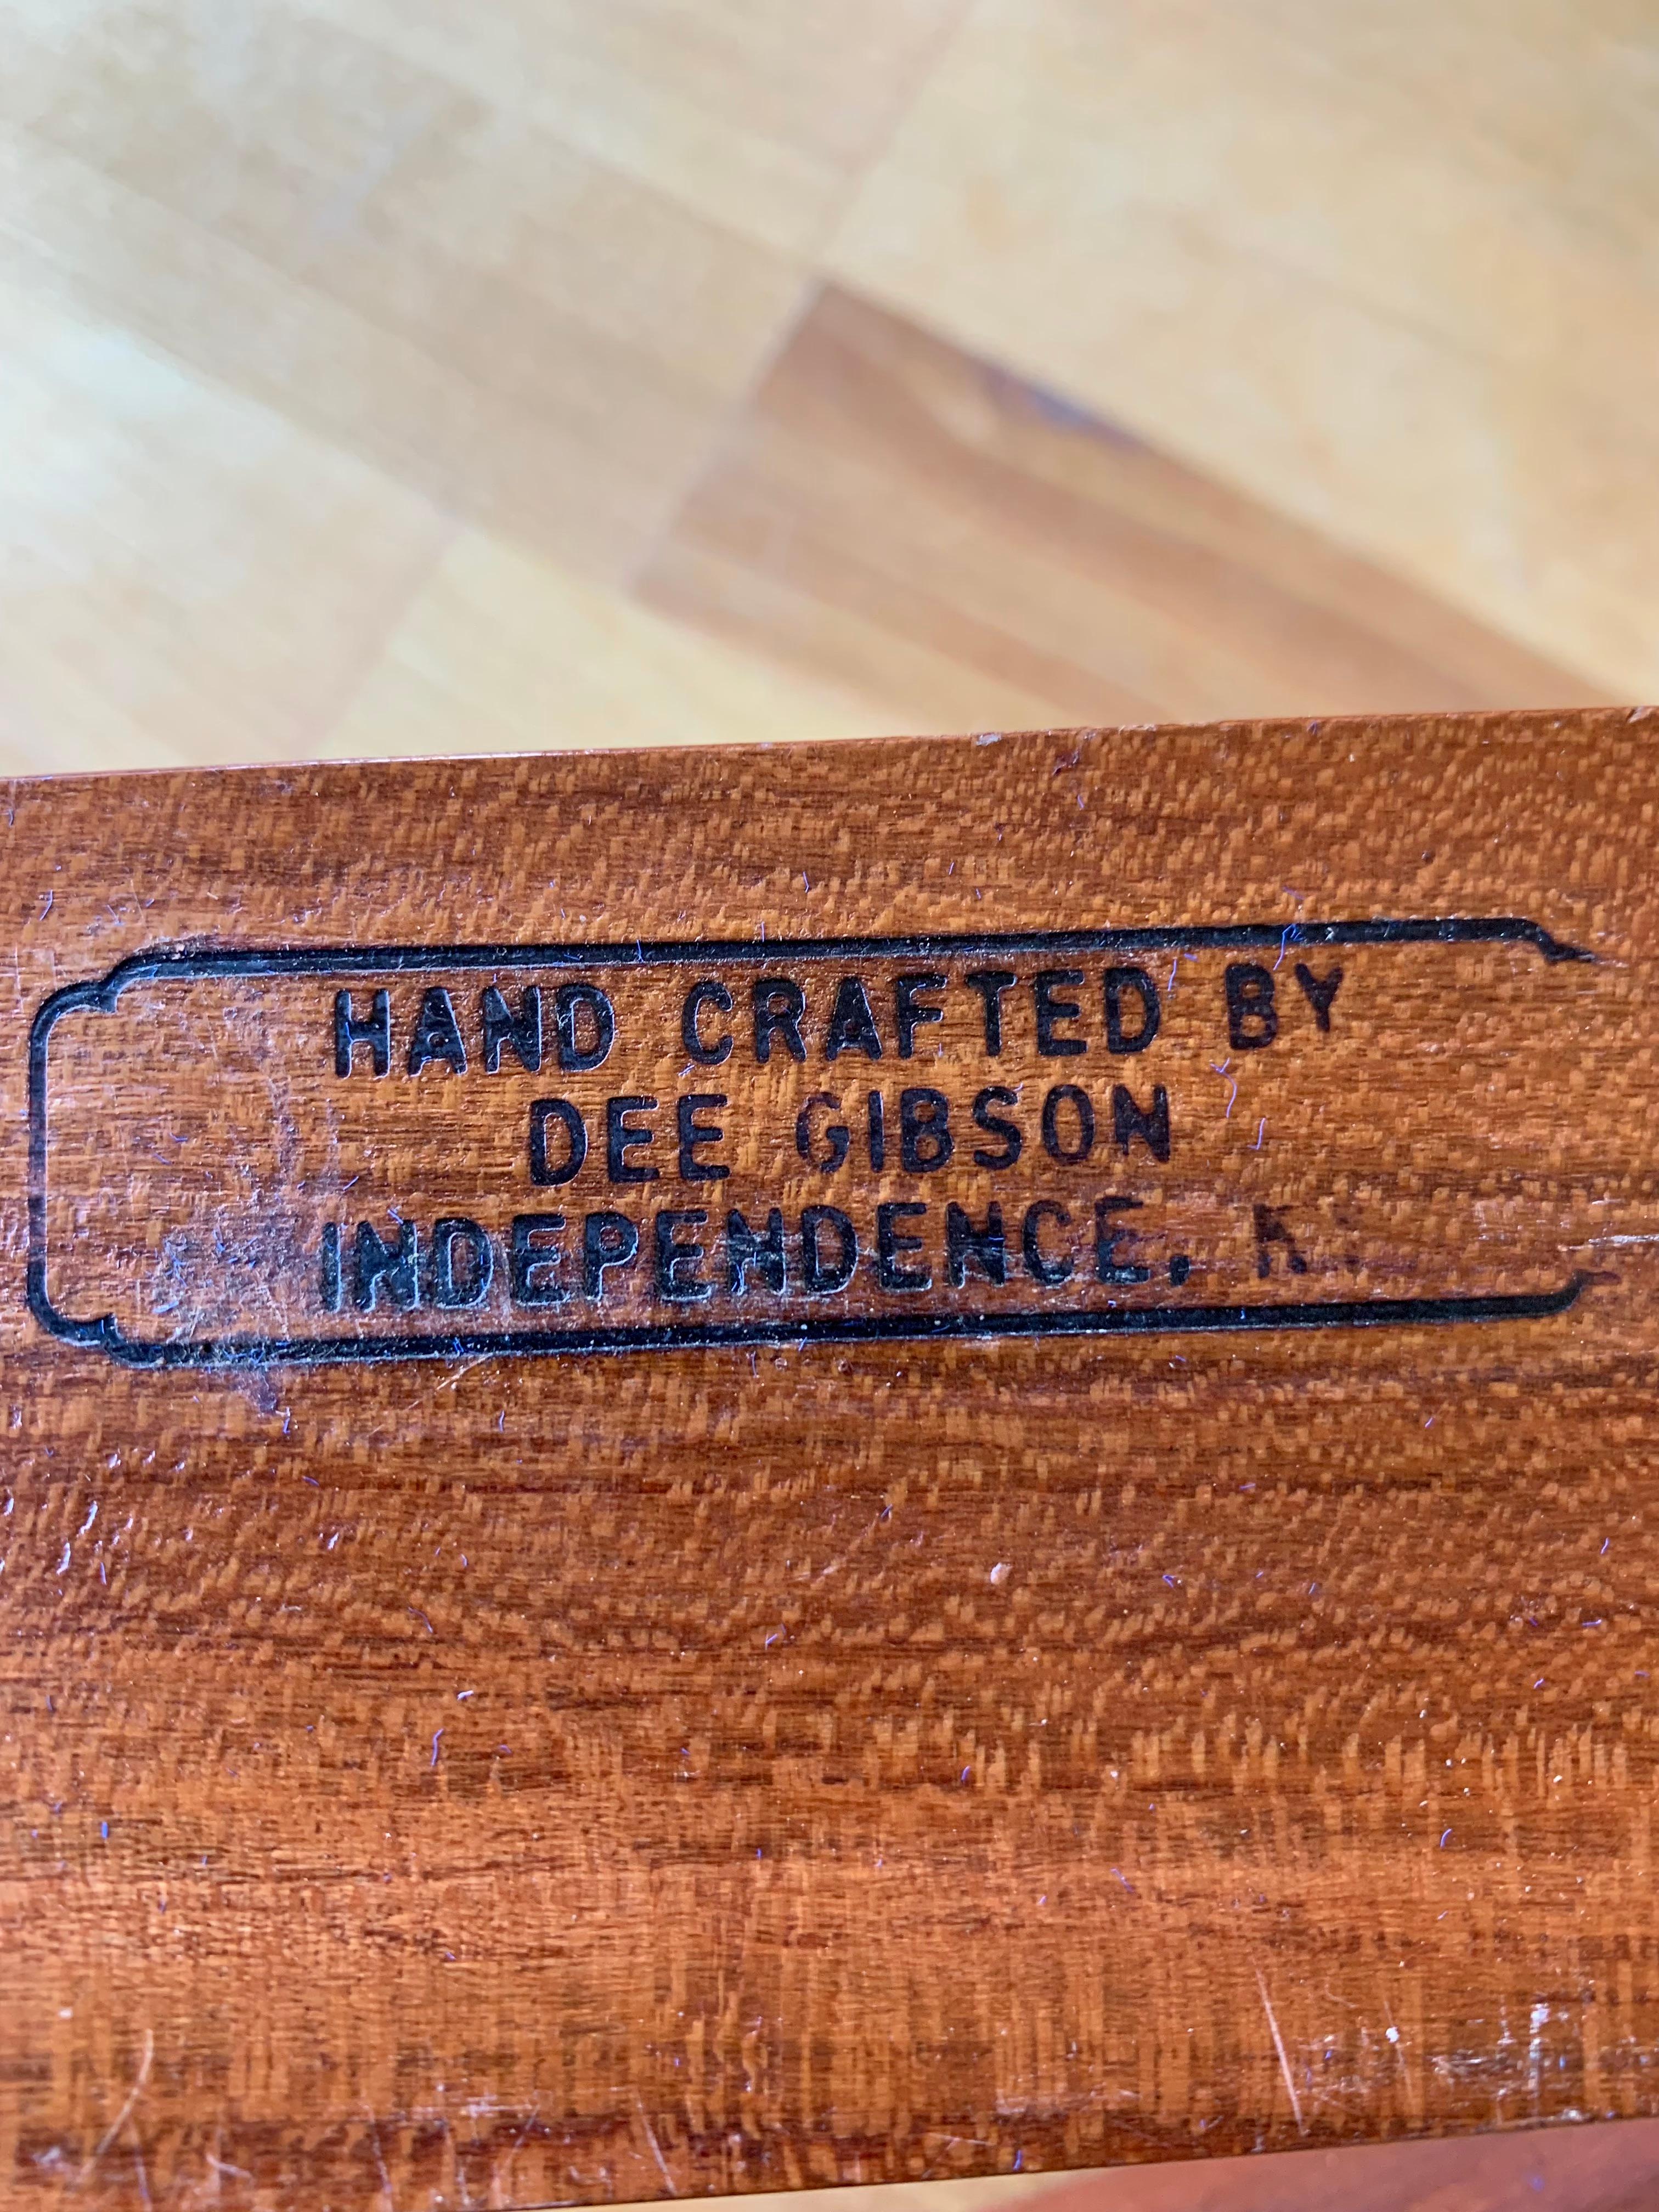 HAND CRAFTED BY
DEE GIBSON
INDEPENDENCE,